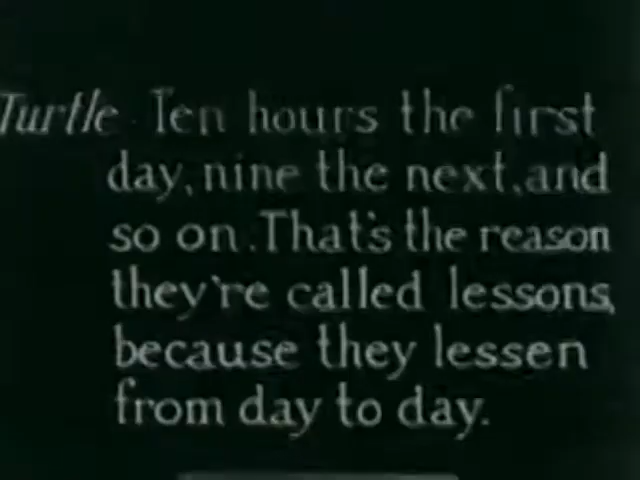 Turtle. Ten hours the first
day, nine the next, and
so on. That's the reason
they're called lessons,
because they lessen
from day to day.